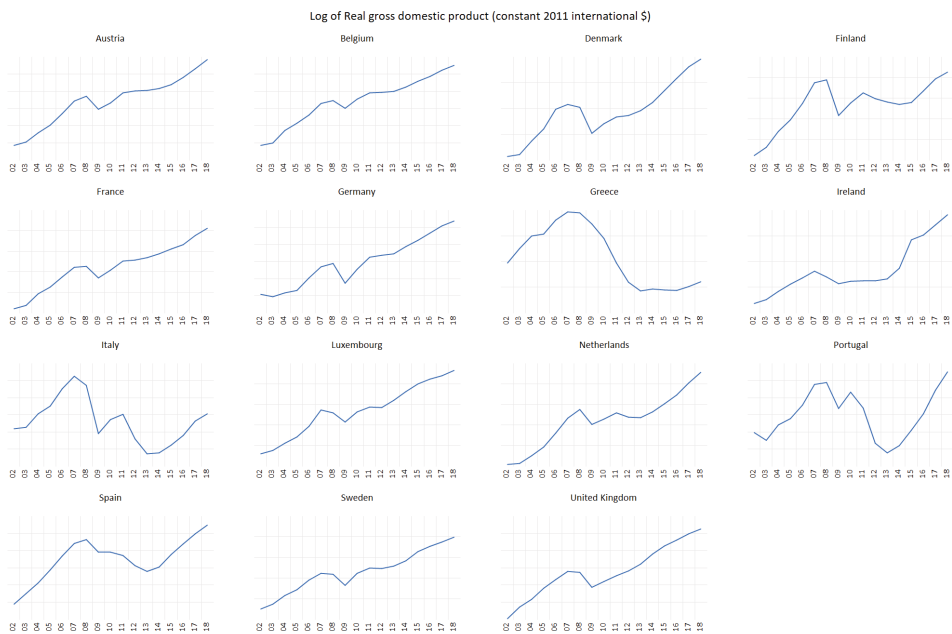 Log of Real gross domestic product (constant 2011 international $)
Austria
02 03 04 05 06 07 08 09 10 11 12 13 14 15 16 17 18
Belgium
02 03 04 05 06 07 08 09 10 11 12 13 14 15 16 17 18
Denmark
02 03 04 05 06 07 08 09 10 11 12 13 14 15 16 17 18
Finland
02 03 04 05 06 07 08 09 10 11 12 13 14 15 16 17 18
France
02 03 04 05 06 07 08 09 10 11 12 13 14 15 16 17 18
Germany
02 03 04 05 06 07 08 09 10 11 12 13 14 15 16 17 18
Greece
02 03 04 05 06 07 08 09 10 11 12 13 14 15 16 17 18
Ireland
02 03 04 05 06 07 08 09 10 11 12 13 14 15 16 17 18
Italy
02 03 04 05 06 07 08 09 10 11 12 13 14 15 16 17 18
Luxembourg
02 03 04 05 06 07 08 09 10 11 12 13 14 15 16 17 18
Netherlands
02 03 04 05 06 07 08 09 10 11 12 13 14 15 16 17 18
Portugal
02 03 04 05 06 07 08 09 10 11 12 13 14 15 16 17 18
Spain
02 03 04 05 06 07 08 09 10 11 12 13 14 15 16 17 18
Sweden
02 03 04 05 06 07 08 09 10 11 12 13 14 15 16 17 18
United Kingdom
02 03 04 05 06 07 08 09 10 11 12 13 14 15 16 17 18